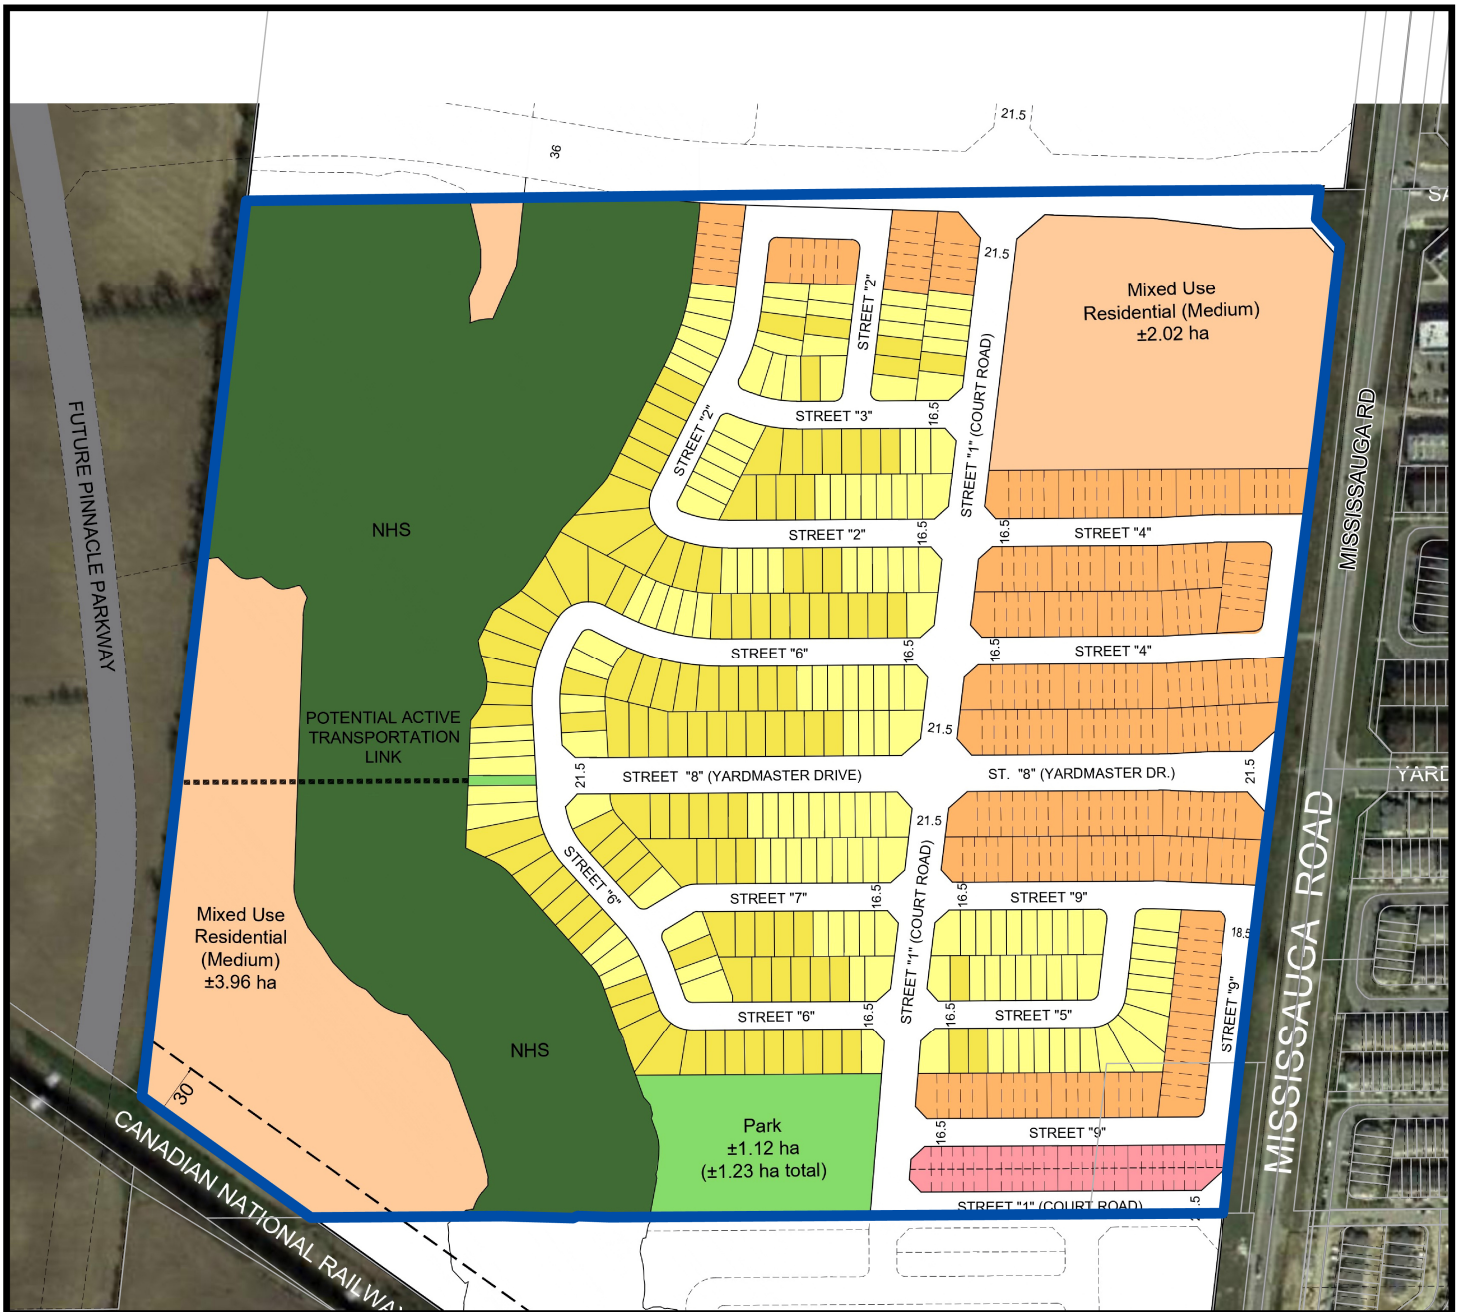 21.5
36
SA
21.5
Mixed Use
Residential (Medium)
±2.02 ha
STREET "2"
STREET "1" (COURT ROAD)
FUTURE PINNACLE PARKWAY
STREET "3"
16.5
STREET "2"
MISSISSAUGA RD
NHS
STREET "2"
16.5
16.5
STREET "4"
STREET "6"
16.5
16.5
STREET "4"
POTENTIAL ACTIVE
TRANSPORTATION
LINK
21.5
21.5
STREET "8" (YARDMASTER DRIVE)
ST. "8" (YARDMASTER DR.)
21.5
YARD
21.5
STREET "6"
STREET "7"
16.5
16.5
STREET "9"
MISSISSAUGA ROAD
Mixed Use
Residential
(Medium)
±3.96 ha
STREET "1" (COURT ROAD)
18.5
STREET "9"
STREET "6"
16.5
16.5
STREET "5"
NHS
30
Park
±1.12 ha
(±1.23 ha total)
16.5
STREET "9"
CANADIAN NATIONAL RAILWAY
STREET "1" (COURT ROAD)